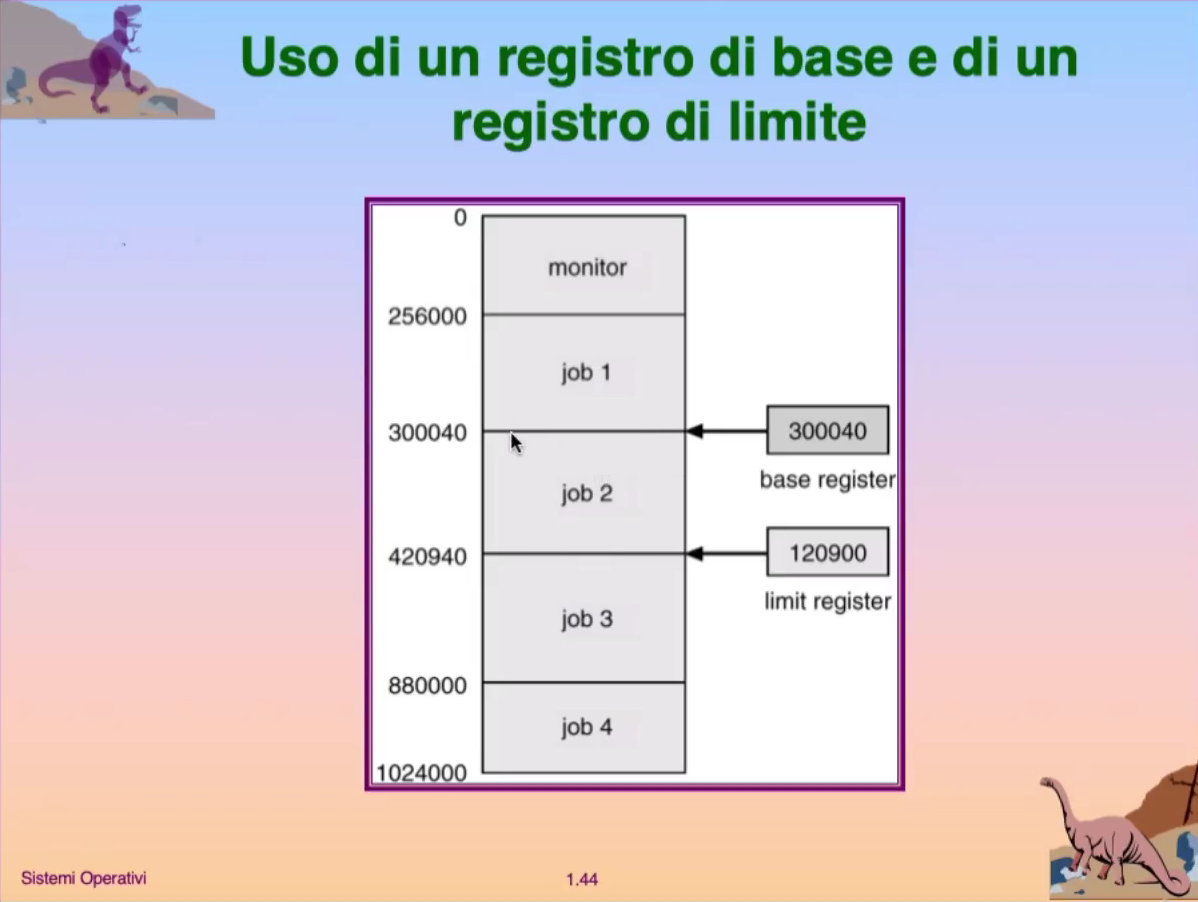 Uso di un registro di base e di un
registro di limite
0
monitor
256000
job 1
300040
300040
base register
job 2
420940
120900
limit register
job 3
880000
job 4
1024000
Sistemi Operativi
1.44